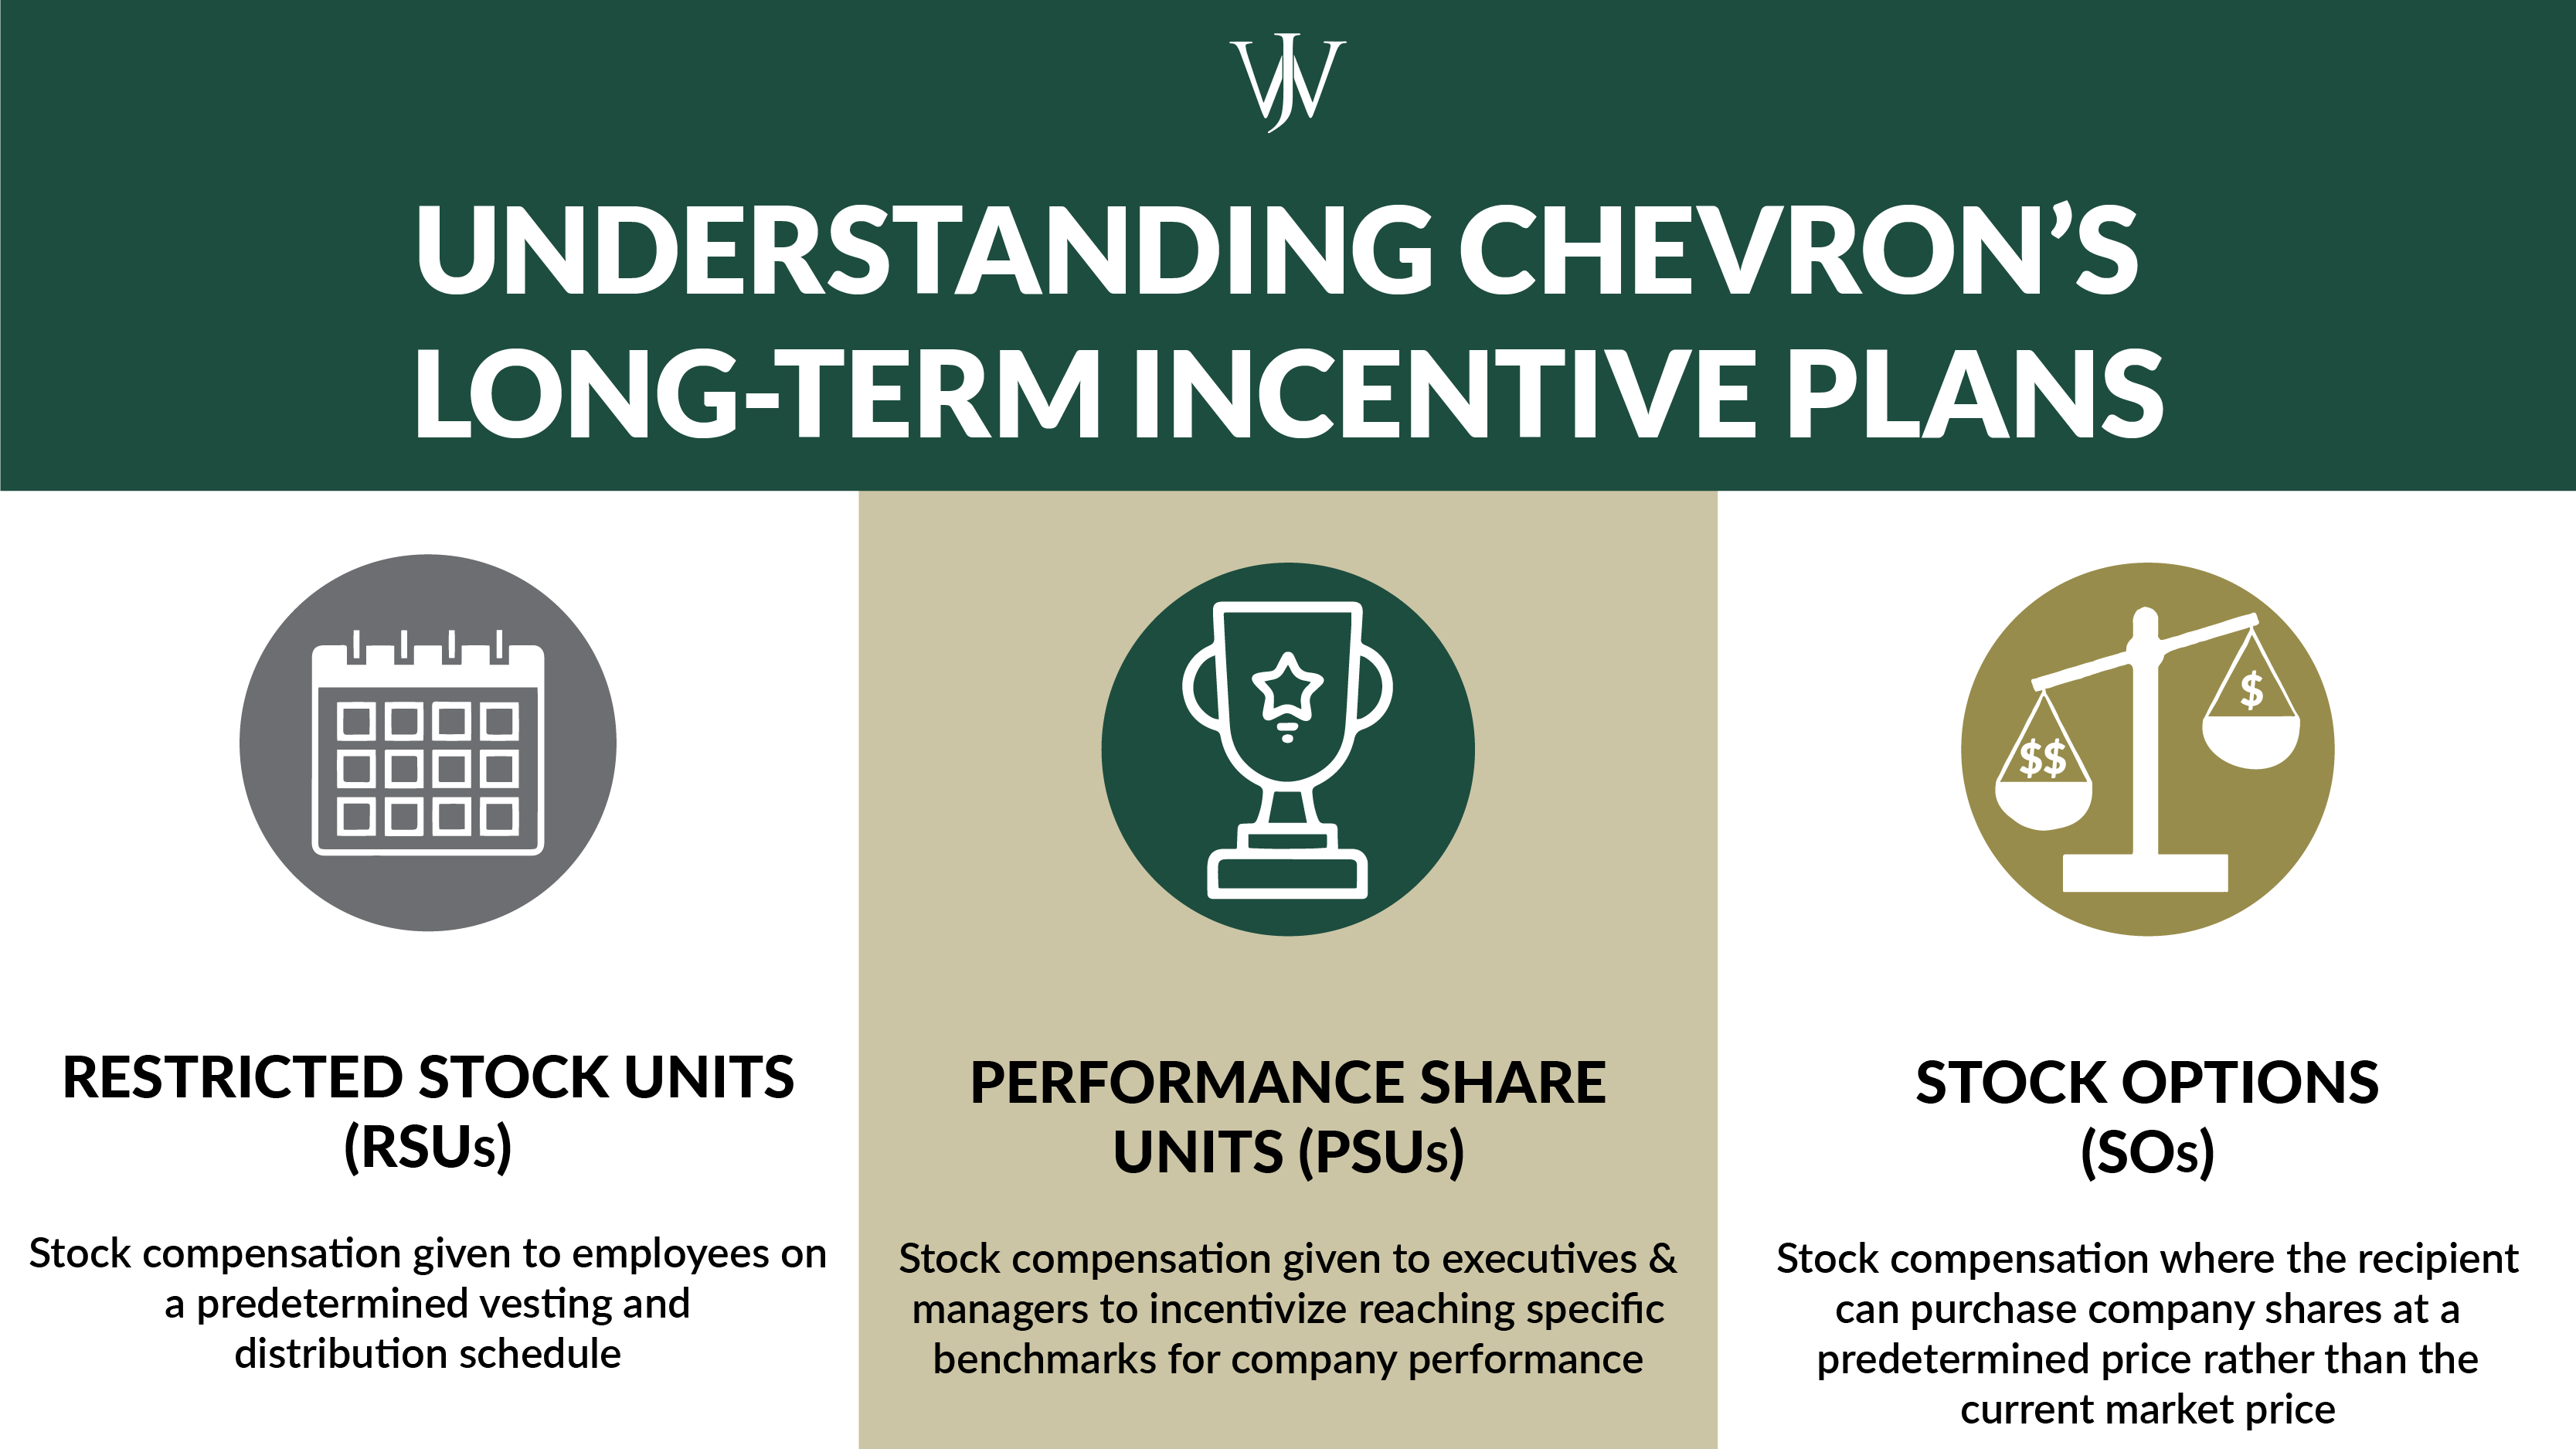 WJ
UNDERSTANDING CHEVRON’S
LONG-TERM INCENTIVE PLANS
$$
$
RESTRICTED STOCK UNITS
(RSUs)
Stock compensation given to employees on
a predetermined vesting and
distribution schedule
PERFORMANCE SHARE
UNITS (PSUs)
Stock compensation given to executives &
managers to incentivize reaching specific
benchmarks for company performance
STOCK OPTIONS
(SOs)
Stock compensation where the recipient
can purchase company shares at a
predetermined price rather than the
current market price